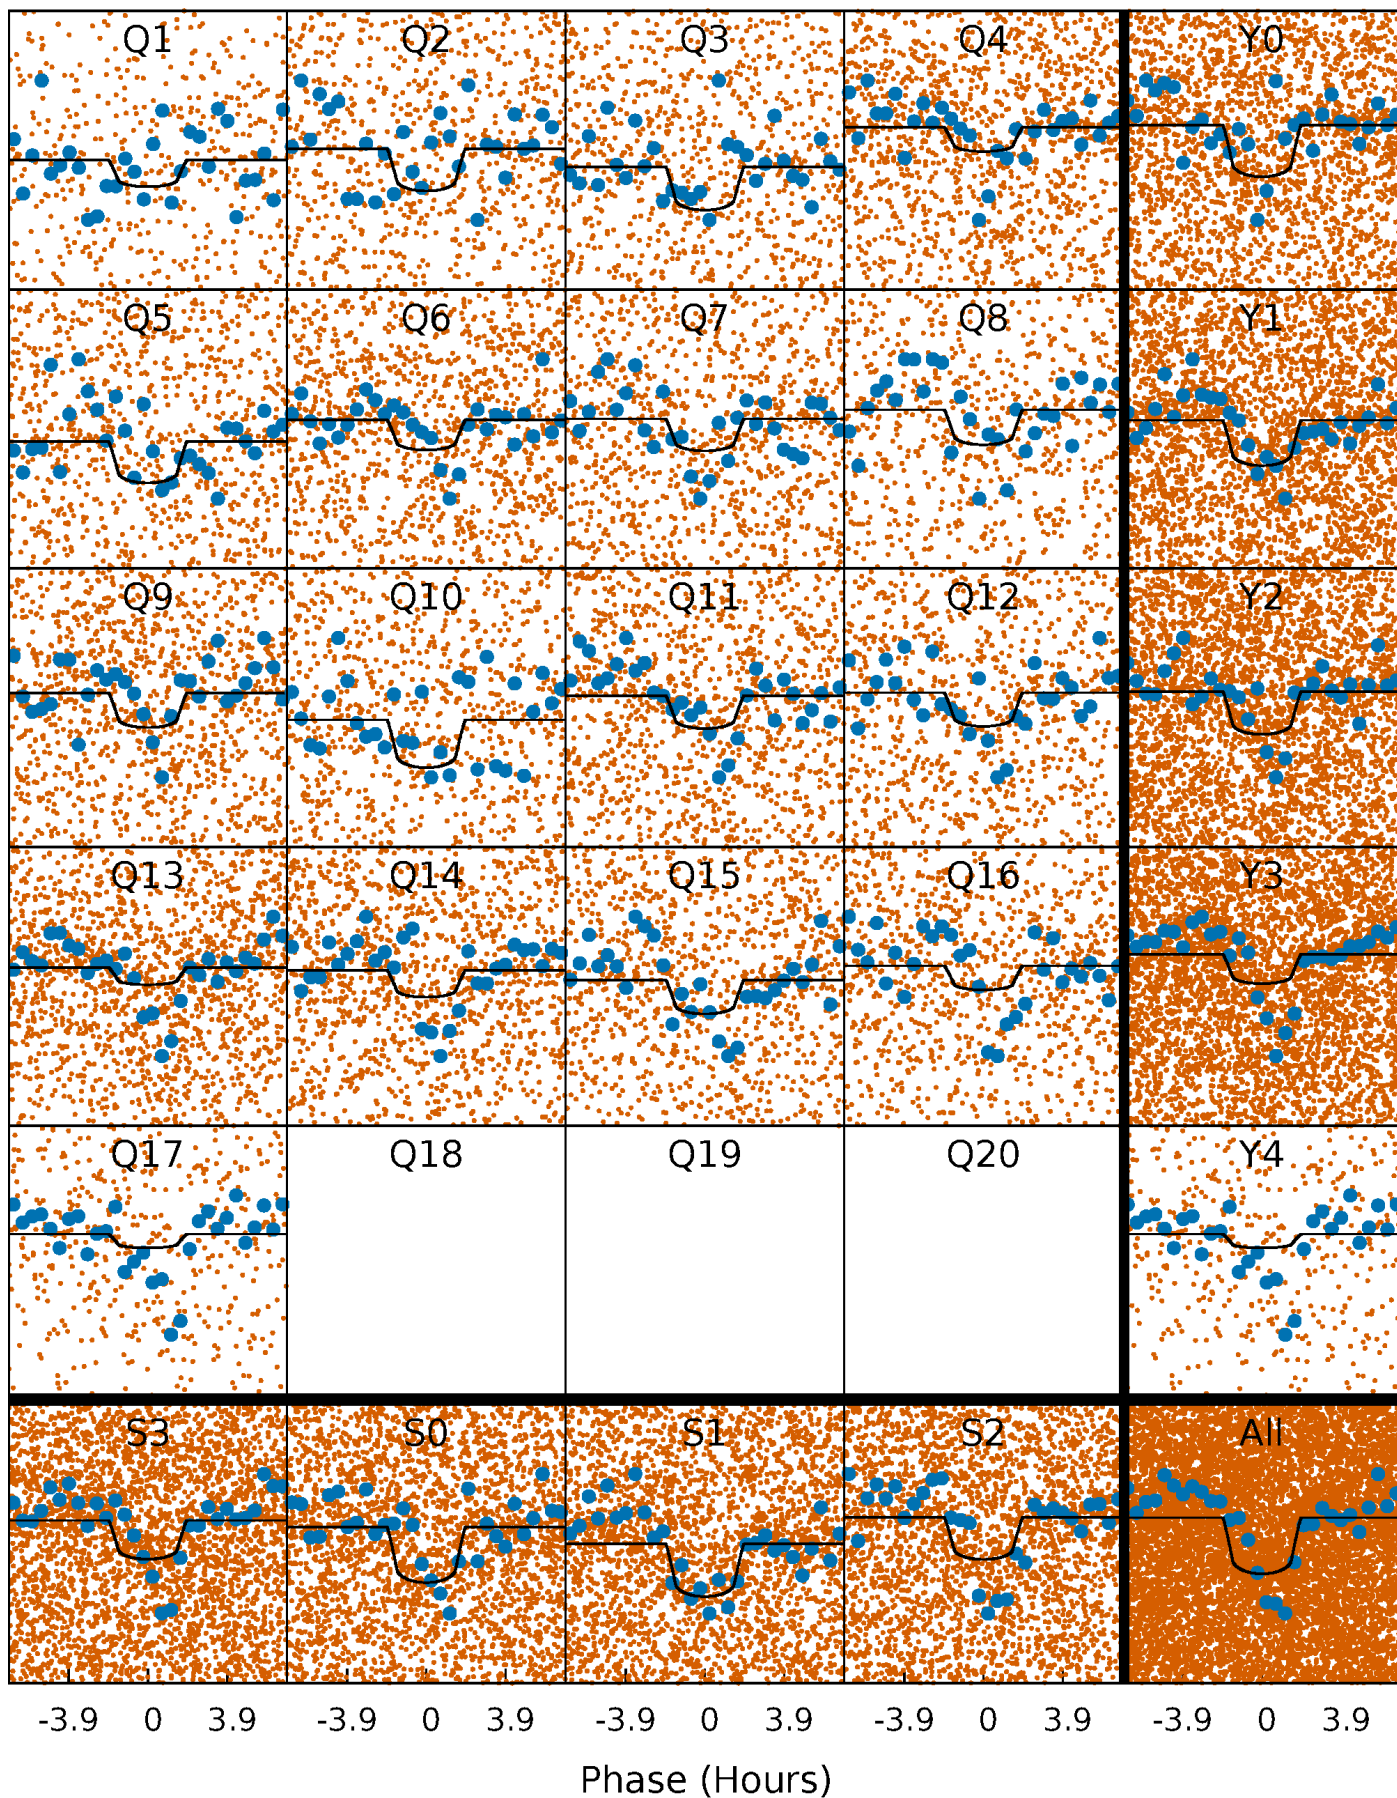 Q1 Q2 Q3 Q4 Y0
Q5 Q6 Q7 Q8 Y1
Q9 Q10 Q11 Q12 Y2
Q13 Q14 Q15 Q16 Y3
Q17 Q18 Q19 Q20 Y4
S3 S0 S1 S2 All
-3.9 0 3.9 -3.9 0 3.9 -3.9 0 3.9 -3.9 0 3.9 -3.9 0 3.9
Phase (Hours)